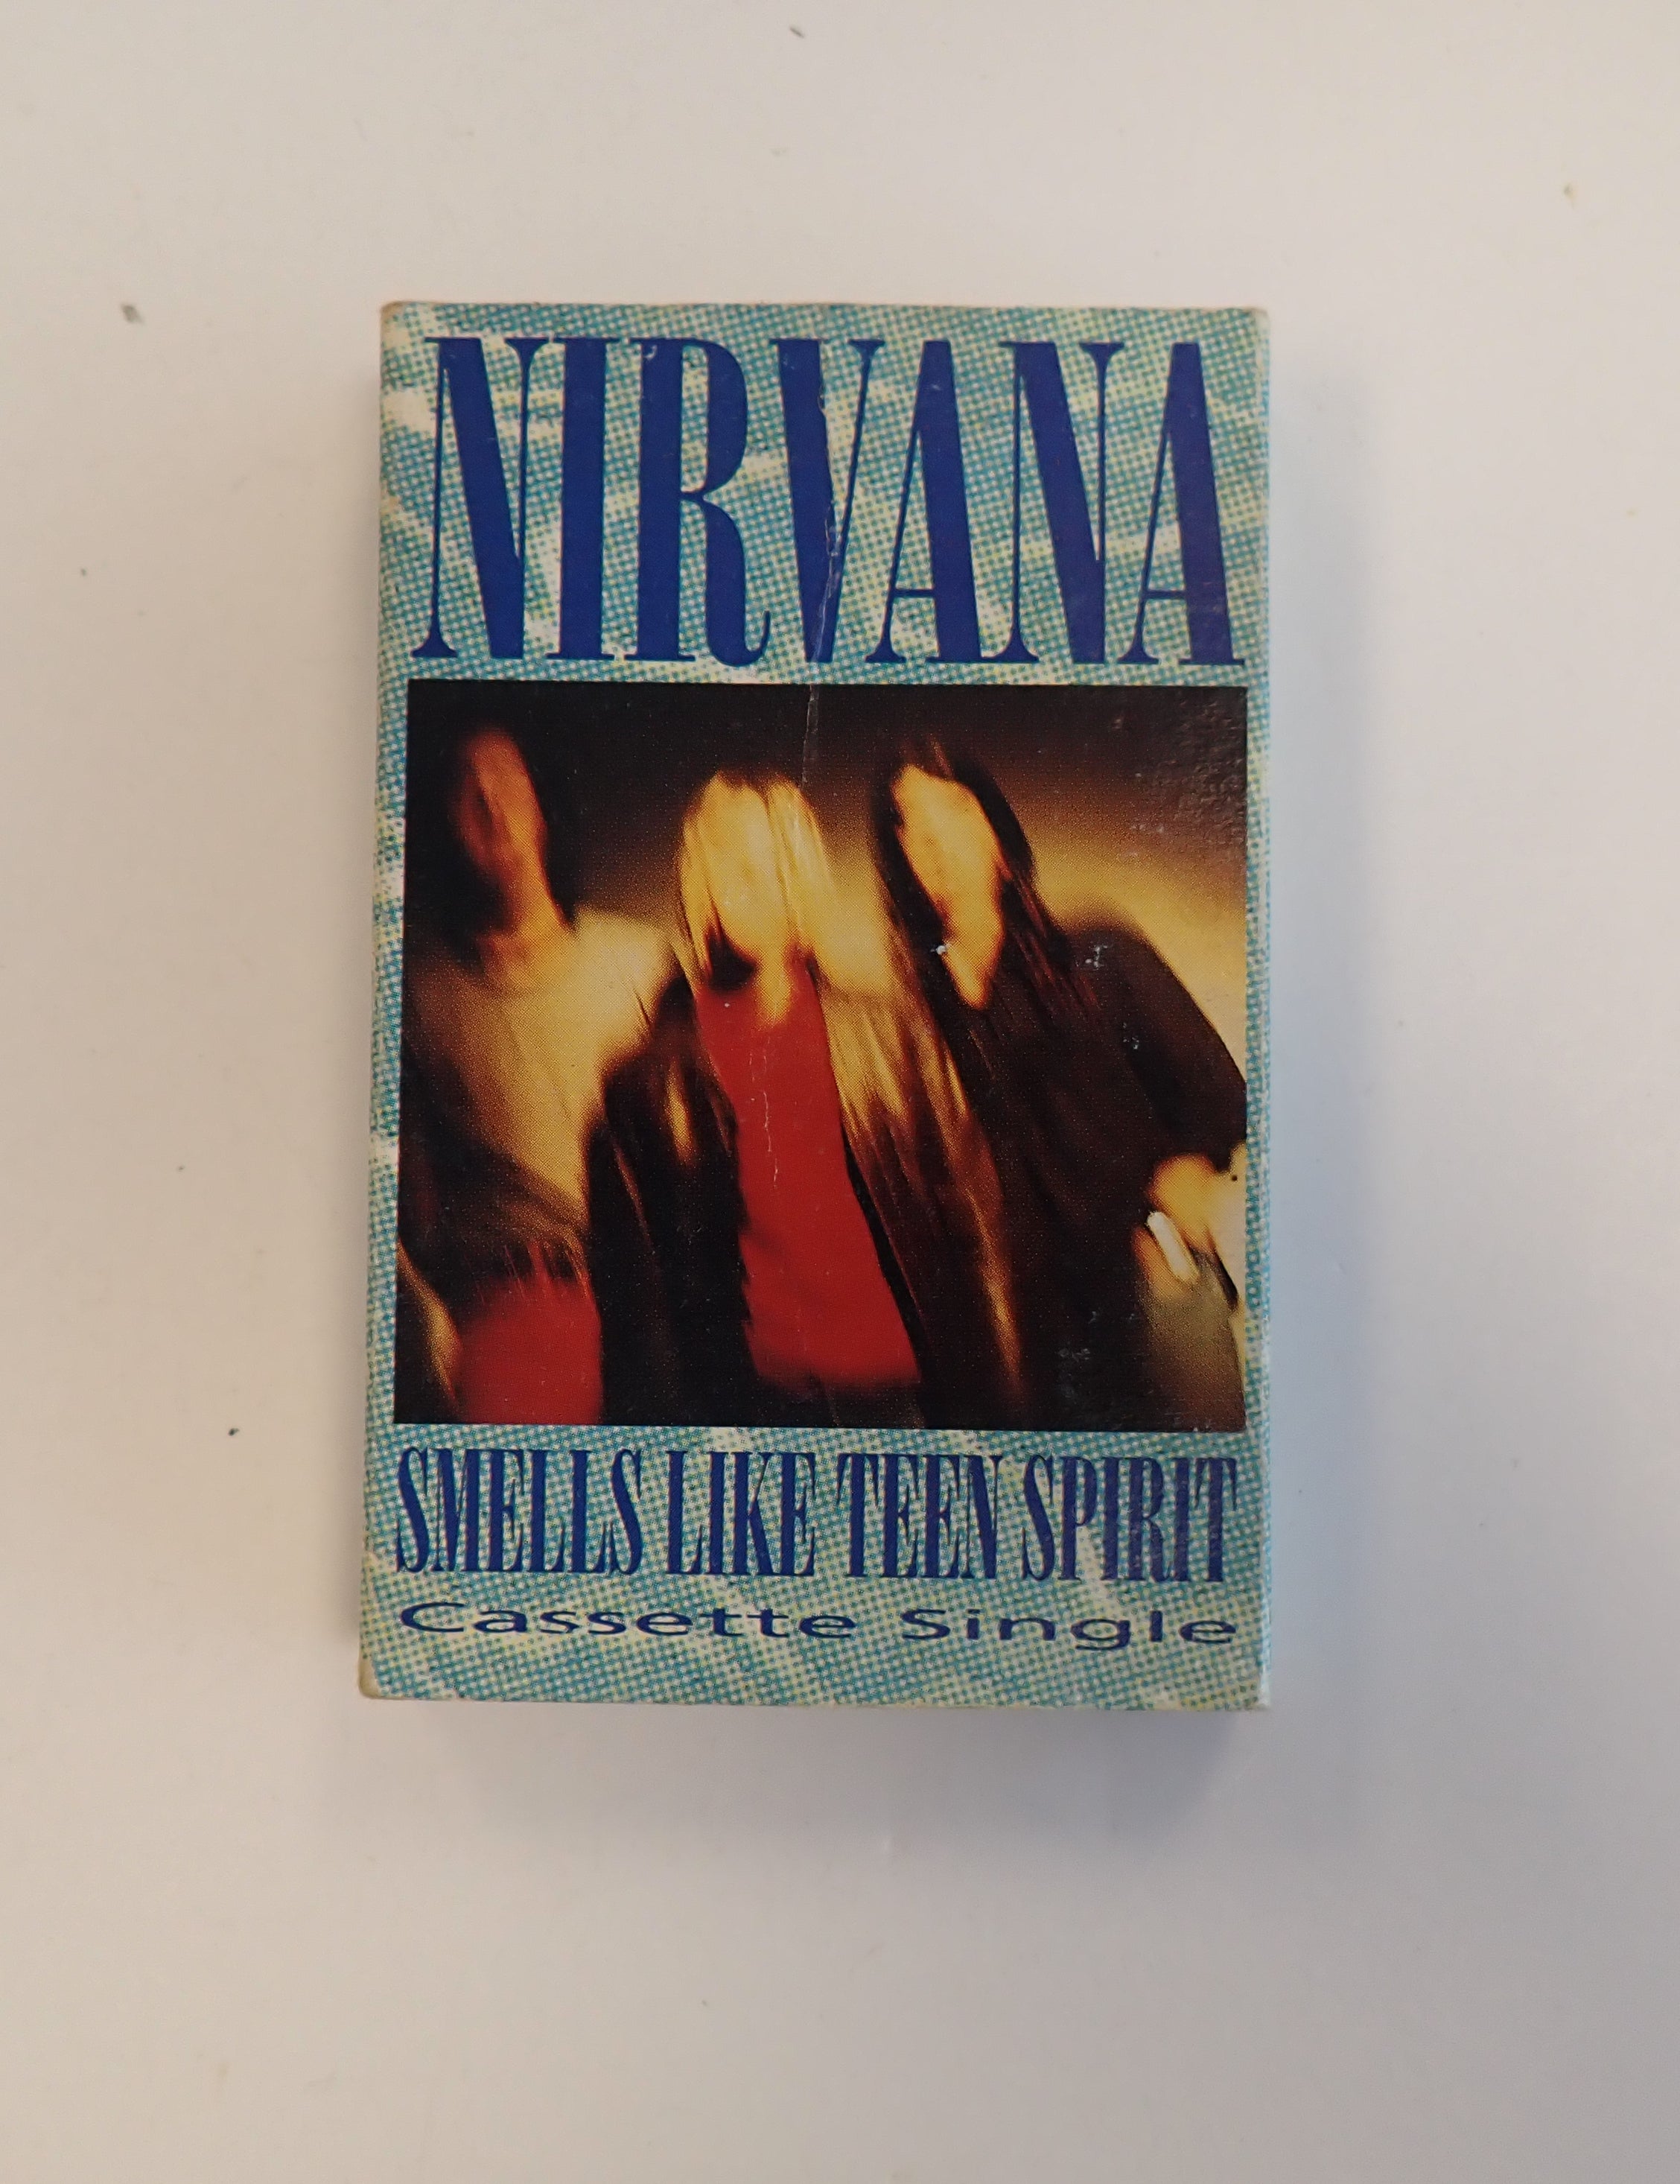 NIRVANA
SMELLS LIKE TEEN SPIRIT
Cassette Single